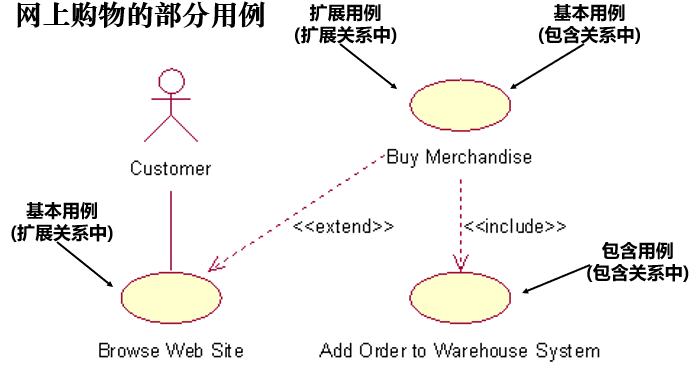 网上购物的部分用例
扩展用例
(扩展关系中)
基本用例
(包含关系中)
Customer
Buy Merchandise
基本用例
(扩展关系中)
<<extend>>
<<include>>
包含用例
(包含关系中)
Browse Web Site
Add Order to Warehouse System